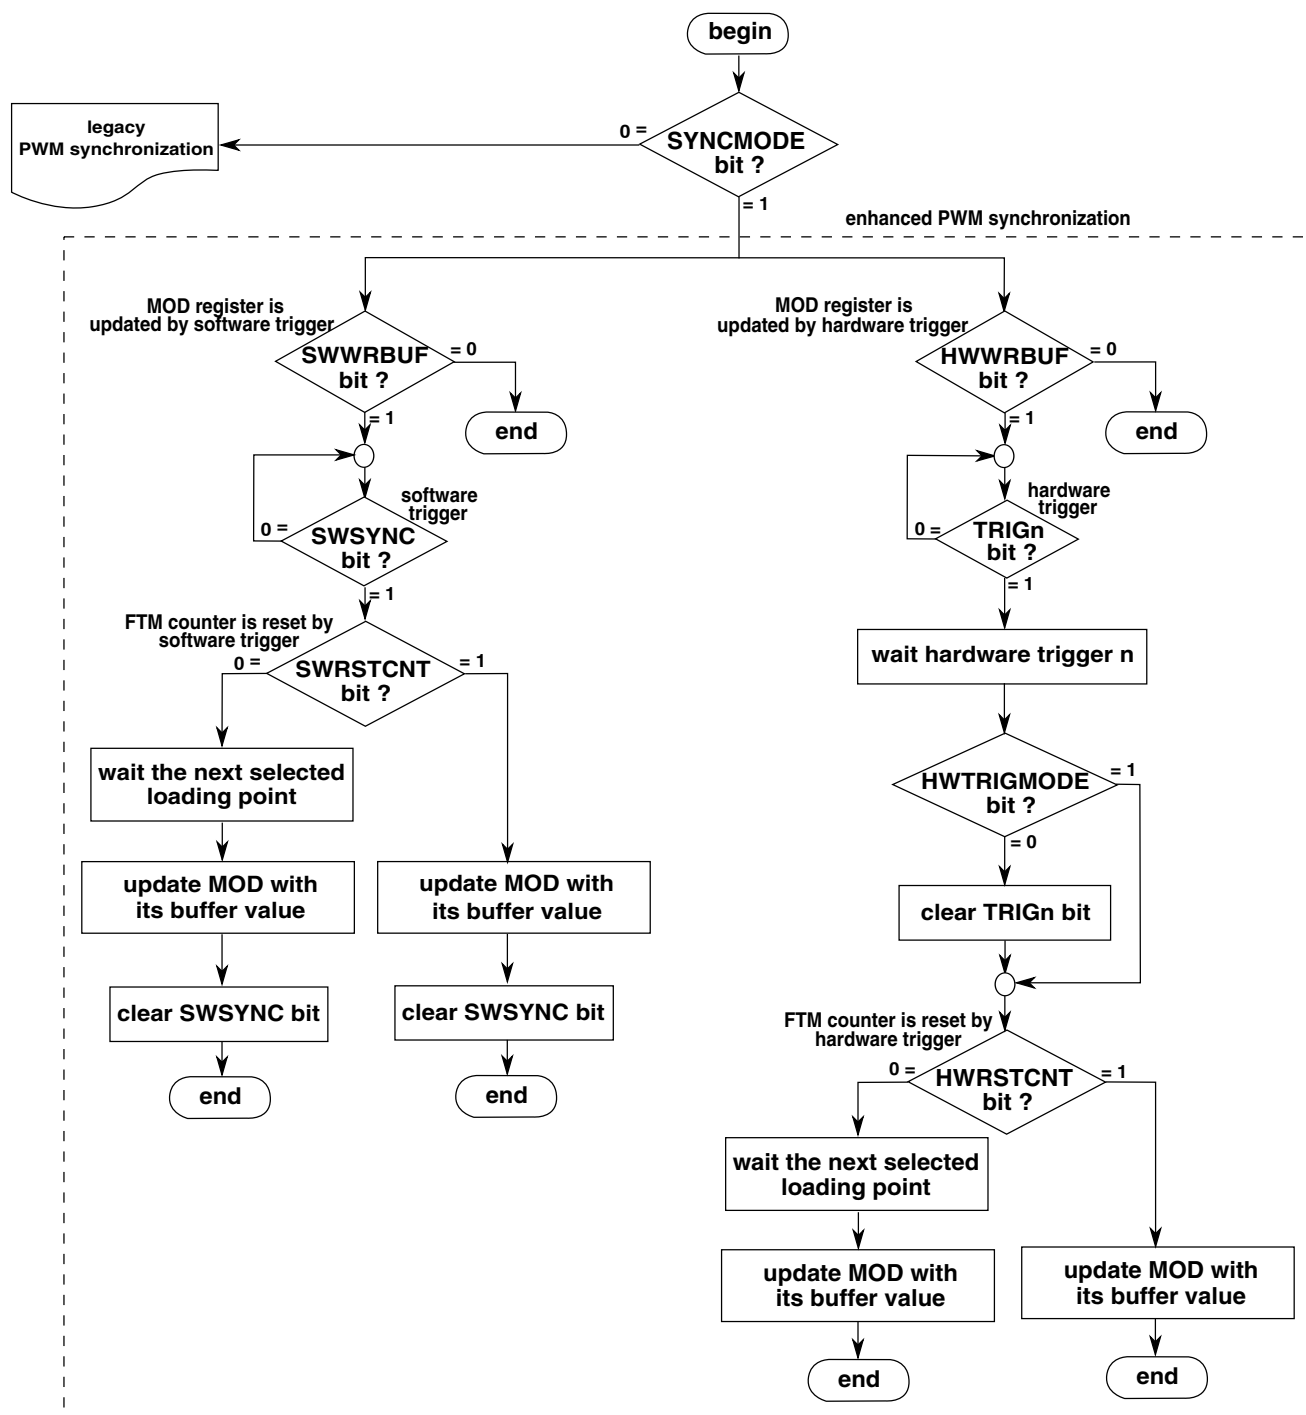 begin
legacy
PWM synchronization
0 =
SYNCMODE
bit ?
= 1
enhanced PWM synchronization
MOD register is
updated by software trigger
SWWRBUF
bit ?
= 0
end
= 1
software
trigger
0 =
SWSYNC
bit ?
= 1
FTM counter is reset by
software trigger
0 =
SWRSTCNT
bit ?
= 1
wait the next selected
loading point
update MOD with
its buffer value
clear SWSYNC bit
end
update MOD with
its buffer value
clear SWSYNC bit
end
MOD register is
updated by hardware trigger
HWWRBUF
bit ?
= 0
end
= 1
hardware
trigger
0 =
TRIGn
bit ?
= 1
wait hardware trigger n
HWTRIGMODE
bit ?
= 1
= 0
clear TRIGn bit
FTM counter is reset by
hardware trigger
0 =
HWRSTCNT
bit ?
= 1
wait the next selected
loading point
update MOD with
its buffer value
end
update MOD with
its buffer value
end